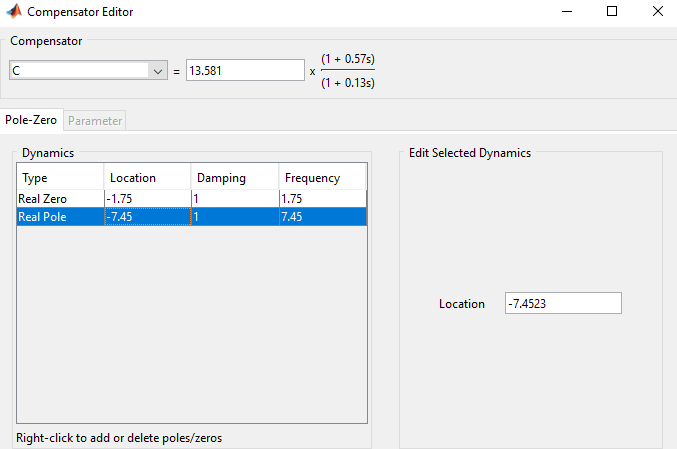 Compensator Editor
Compensator
C = 13.581 x (1 + 0.57s)
(1 + 0.13s)
Pole-Zero Parameter
Dynamics
Type Location Damping Frequency
Real Zero -1.75 1 1.75
Real Pole -7.45 1 7.45
Right-click to add or delete poles/zeros
Edit Selected Dynamics
Location -7.4523